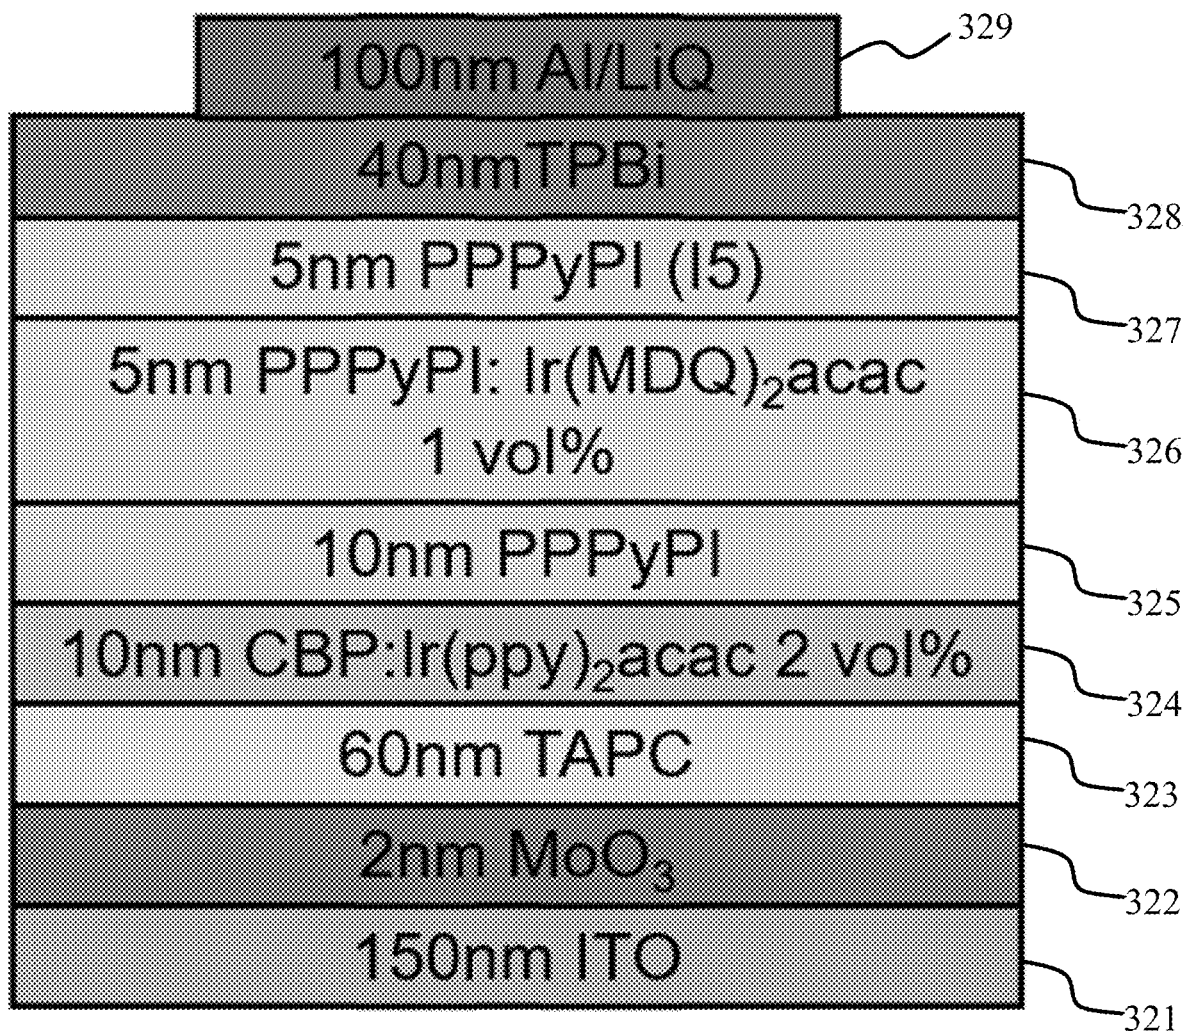 100nm Al/LiQ
329
40nmTPBi
328
5nm PPPyPI (I5)
327
5nm PPPyPI: Ir(MDQ)₂acac
1 vol%
326
10nm PPPyPI
325
10nm CBP:Ir(ppy)₂acac 2 vol%
324
60nm TAPC
323
2nm MoO₃
322
150nm ITO
321